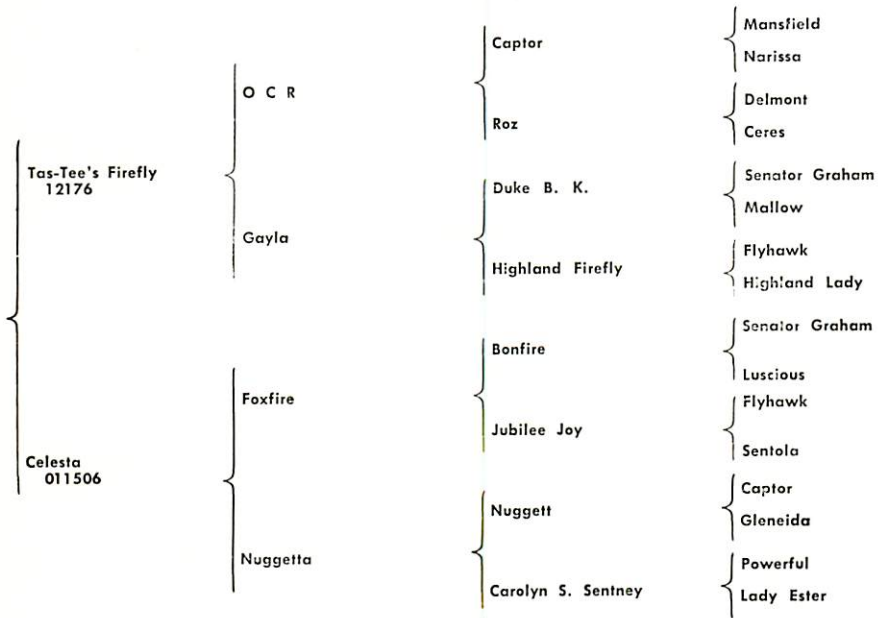 Tas-Tee's Firefly
12176
Celesta
011506
O C R
Gayla
Foxfire
Nuggetta
Captor
Roz
Duke B. K.
Highland Firefly
Bonfire
Jubilee Joy
Nuggett
Carolyn S. Sentney
Mansfield
Narissa
Delmont
Ceres
Senator Graham
Mallow
Flyhawk
Highland Lady
Senator Graham
Luscious
Flyhawk
Sentola
Captor
Gleneida
Powerful
Lady Ester